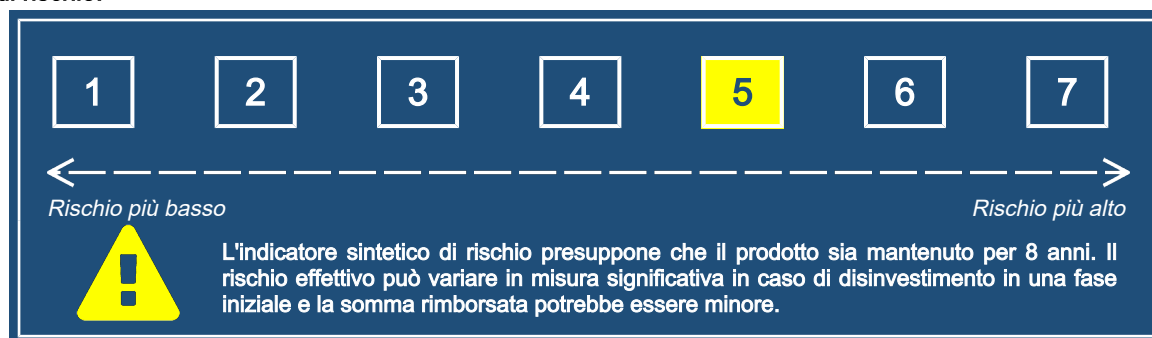 di rischio:
1 2 3 4 5 6 7
Rischio più basso Rischio più alto
L'indicatore sintetico di rischio presuppone che il prodotto sia mantenuto per 8 anni. Il
rischio effettivo può variare in misura significativa in caso di disinvestimento in una fase
iniziale e la somma rimborsata potrebbe essere minore.